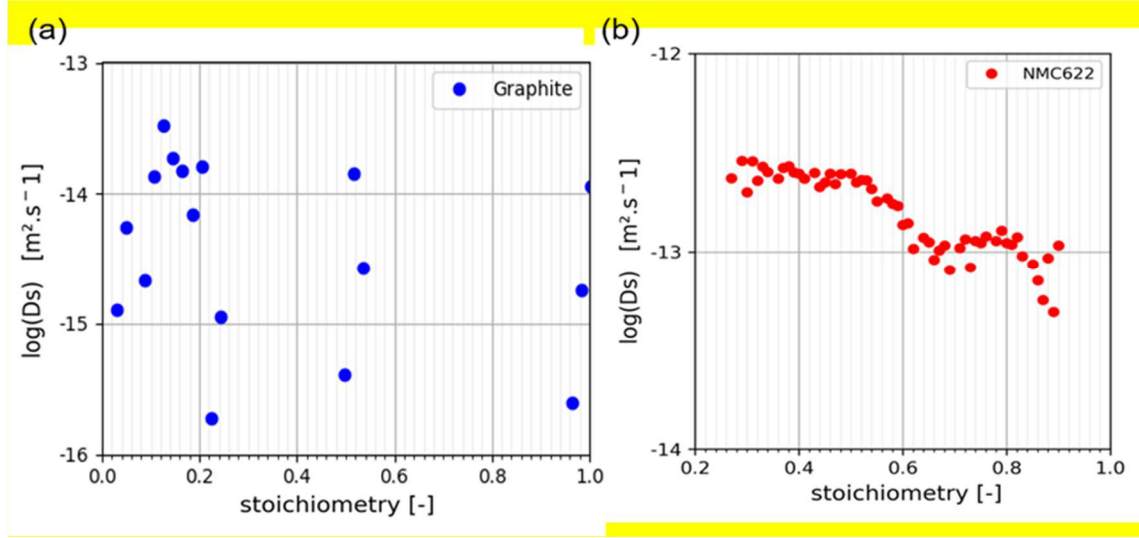 (a)
-13
Graphite
-14
log(Ds) [m².s⁻1]
-15
-16
0.0 0.2 0.4 0.6 0.8 1.0
stoichiometry [-]
(b)
-12
NMC622
log(Ds) [m².s⁻1]
-13
-14
0.2 0.4 0.6 0.8 1.0
stoichiometry [-]